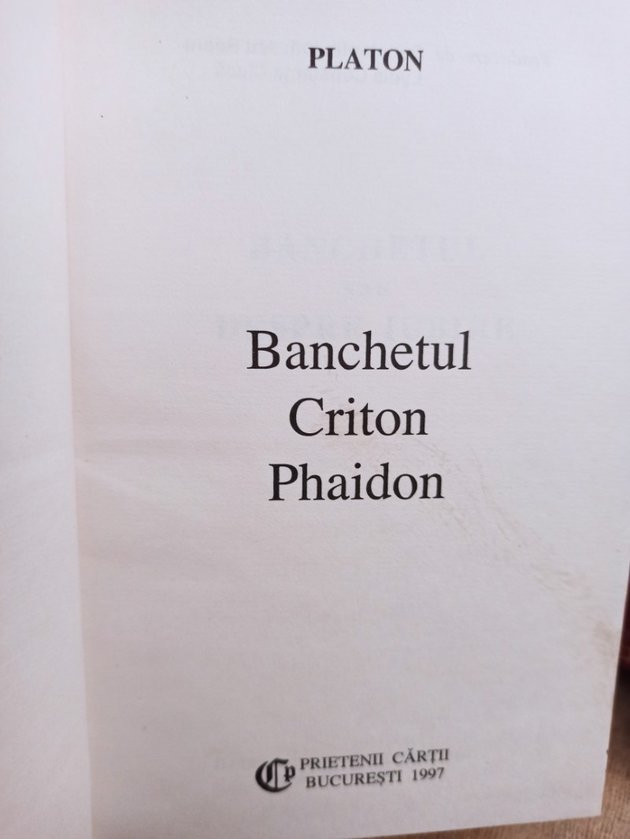 PLATON
Banchetul
Criton
Phaidon
PRIETENII CĂRȚII
BUCUREȘTI 1997